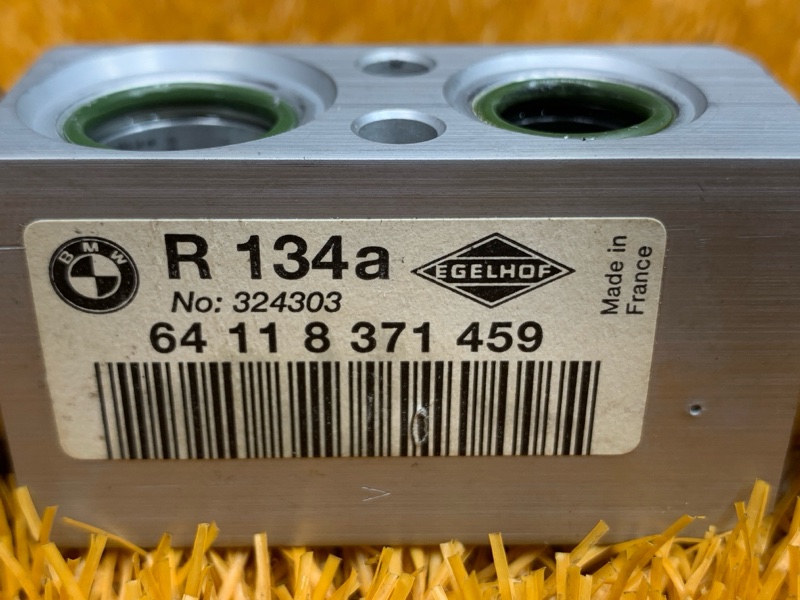 BMW
R 134a
EGELHOF
No: 324303
64 11 8 371 459
Made in
France